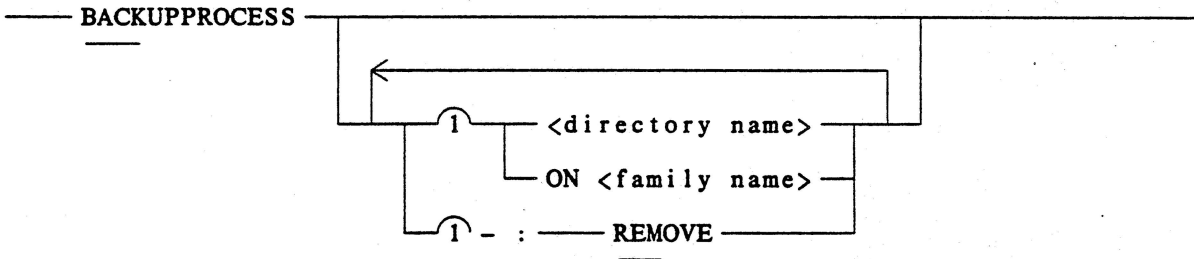 BACKUPPROCESS
1 <directory name>
ON <family name>
1 - : REMOVE